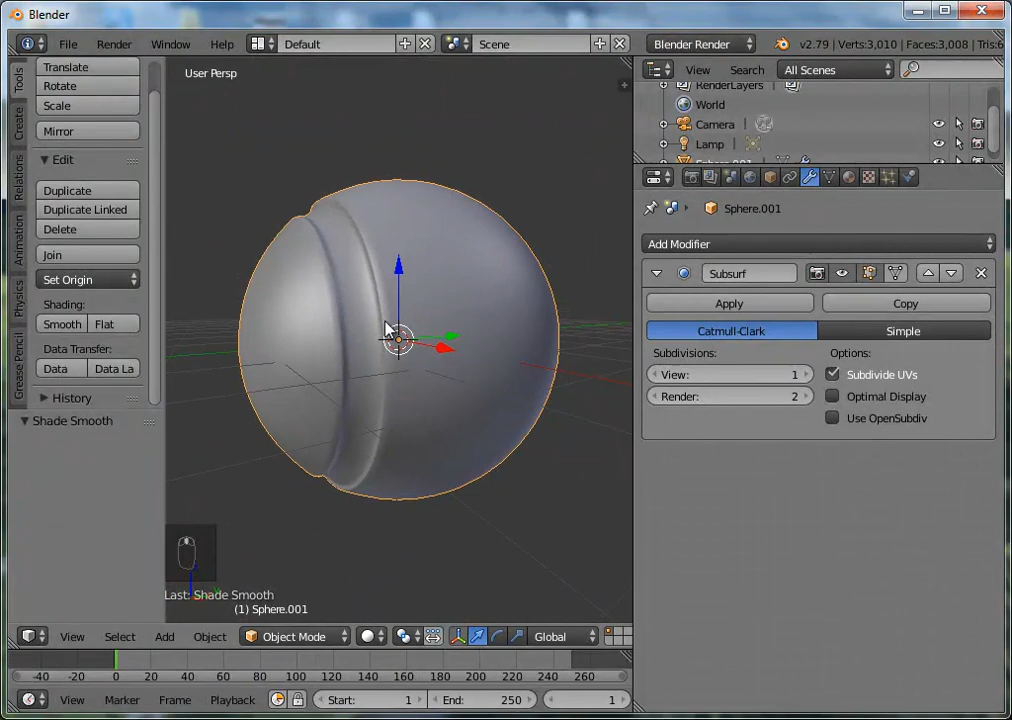 Blender
File Render Window Help Default Scene Blender Render v2.79 | Verts:3,010 | Faces:3,008 | Tris:6
Tools
Create
Relations
Animation
Physics
Grease Pencil
Translate
Rotate
Scale
Mirror
Edit
Duplicate
Duplicate Linked
Delete
Join
Set Origin
Shading:
Smooth Flat
Data Transfer:
Data Data La
History
Shade Smooth
User Persp
Last: Shade Smooth
(1) Sphere.001
View Search All Scenes
RenderLayers
World
Camera
Lamp
Sphere.001
Sphere.001
Add Modifier
Subsurf
Apply Copy
Catmull-Clark Simple
Subdivisions: Options:
View: 1 Subdivide UVs
Render: 2 Optimal Display
Use OpenSubdiv
View Select Add Object Object Mode Global
-40 -20 0 20 40 60 80 100 120 140 160 180 200 220 240 260
View Marker Frame Playback Start: 1 End: 250 1